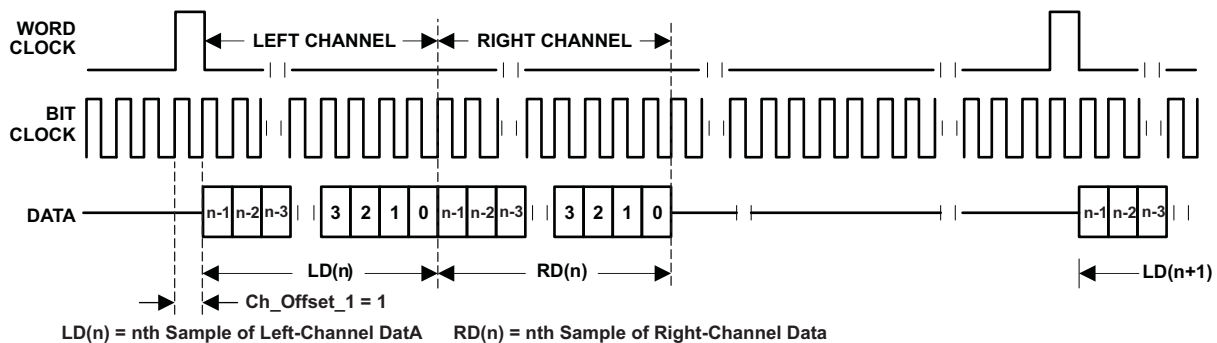 WORD
CLOCK
LEFT CHANNEL
RIGHT CHANNEL
BIT
CLOCK
DATA
n-1 n-2 n-3 3 2 1 0 n-1 n-2 n-3 3 2 1 0 n-1 n-2 n-3
LD(n) RD(n) LD(n+1)
Ch_Offset_1 = 1
LD(n) = nth Sample of Left-Channel DatA RD(n) = nth Sample of Right-Channel Data